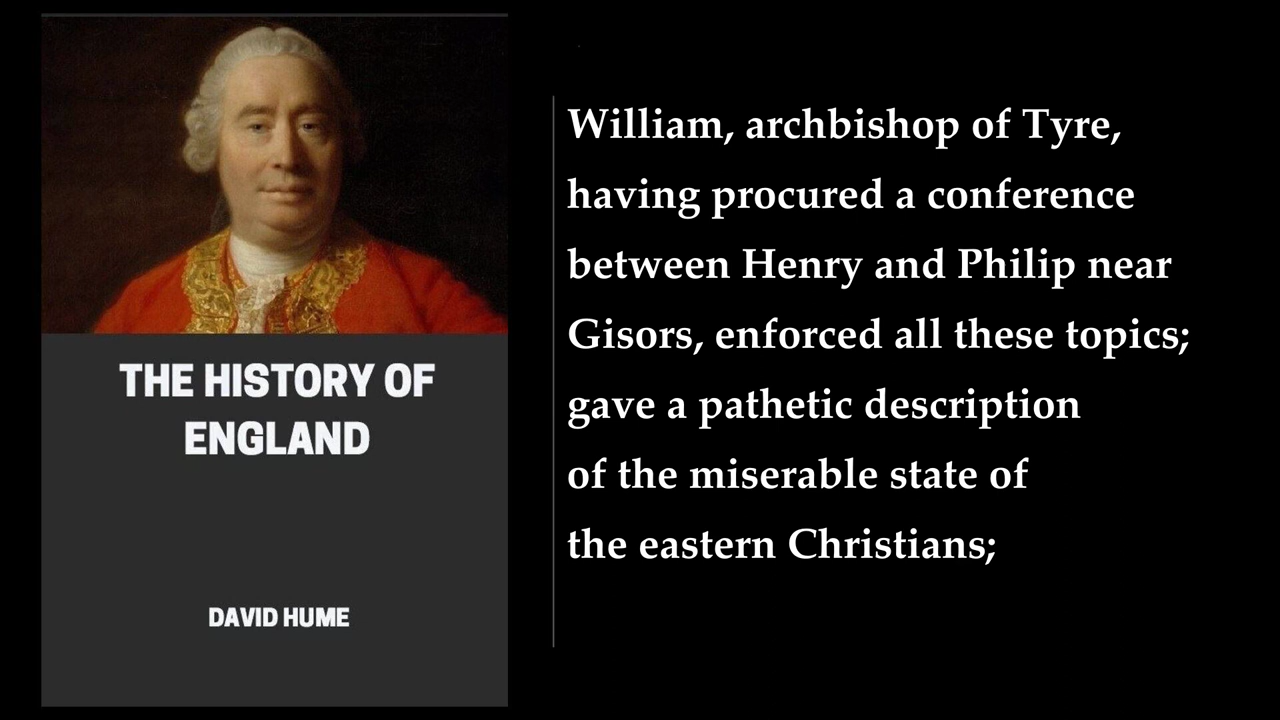 THE HISTORY OF
ENGLAND
DAVID HUME
William, archbishop of Tyre,
having procured a conference
between Henry and Philip near
Gisors, enforced all these topics;
gave a pathetic description
of the miserable state of
the eastern Christians;